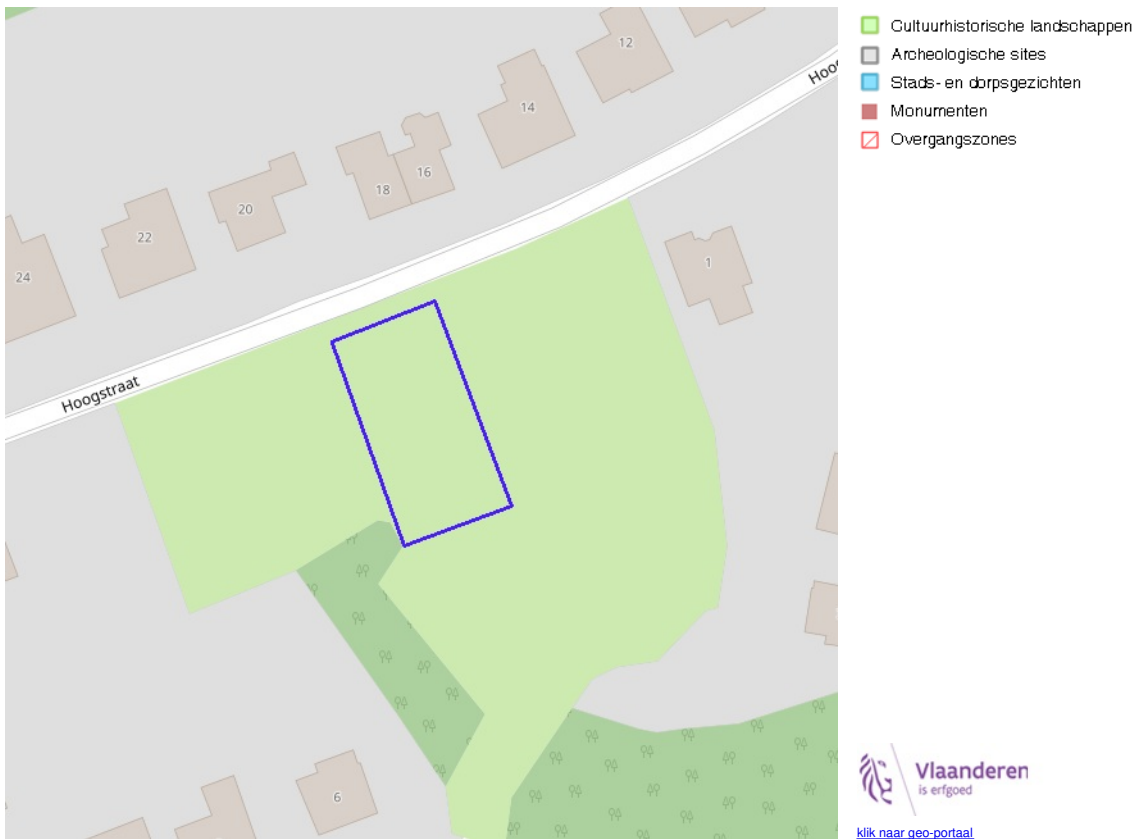 Cultuurhistorische landschappen
Archeologische sites
Stads- en dorpsgezichten
Monumenten
Overgangszones
12
Hoo
14
16
18
20
22
24
1
Hoogstraat
6
Vlaanderen
is erfgoed
klik naar geo-portaal